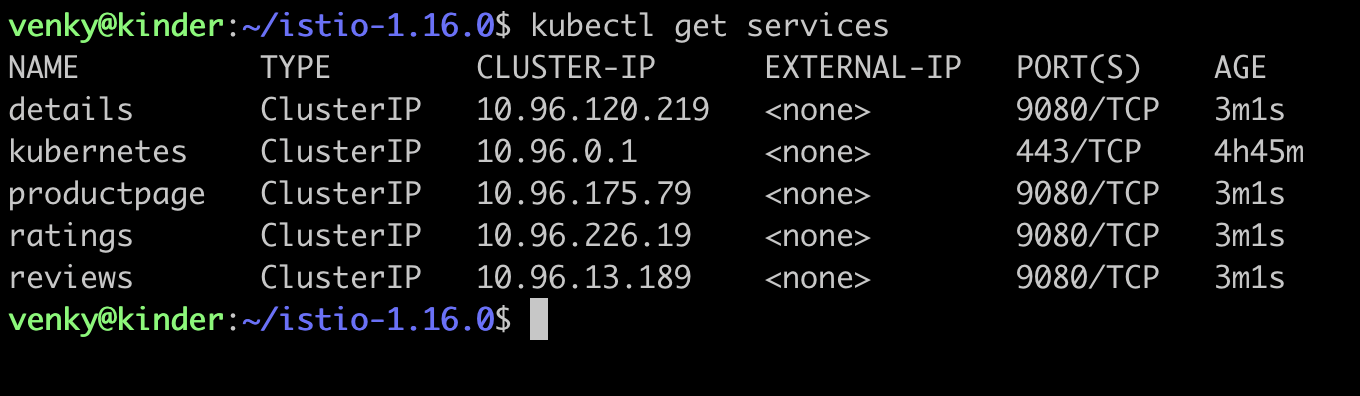 venky@kinder:~/istio-1.16.0$ kubectl get services
NAME TYPE CLUSTER-IP EXTERNAL-IP PORT(S) AGE
details ClusterIP 10.96.120.219 <none> 9080/TCP 3m1s
kubernetes ClusterIP 10.96.0.1 <none> 443/TCP 4h45m
productpage ClusterIP 10.96.175.79 <none> 9080/TCP 3m1s
ratings ClusterIP 10.96.226.19 <none> 9080/TCP 3m1s
reviews ClusterIP 10.96.13.189 <none> 9080/TCP 3m1s
venky@kinder:~/istio-1.16.0$